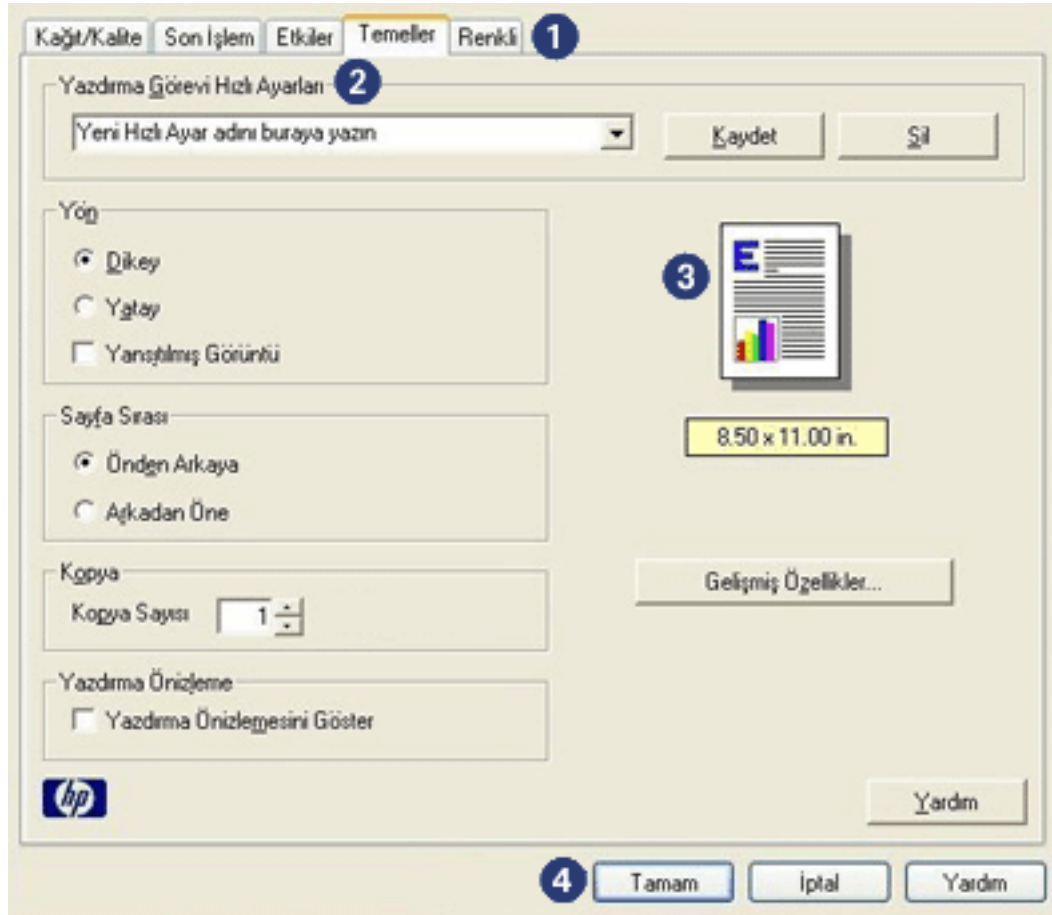 Kağıt/Kalite Son İşlem Etkiler Temeller Renkli 1
Yazdırma Görevi Hızlı Ayarları 2
Yeni Hızlı Ayar adını buraya yazın Kaydet Sil
Yön
Dikey
Yatay
Yansıtılmış Görüntü
3
E
8.50 x 11.00 in.
Sayfa Sırası
Önden Arkaya
Arkadan Öne
Kopya
Kopya Sayısı 1
Gelişmiş Özellikler...
Yazdırma Önizleme
Yazdırma Önizlemesini Göster
hp
Yardım
4 Tamam İptal Yardım